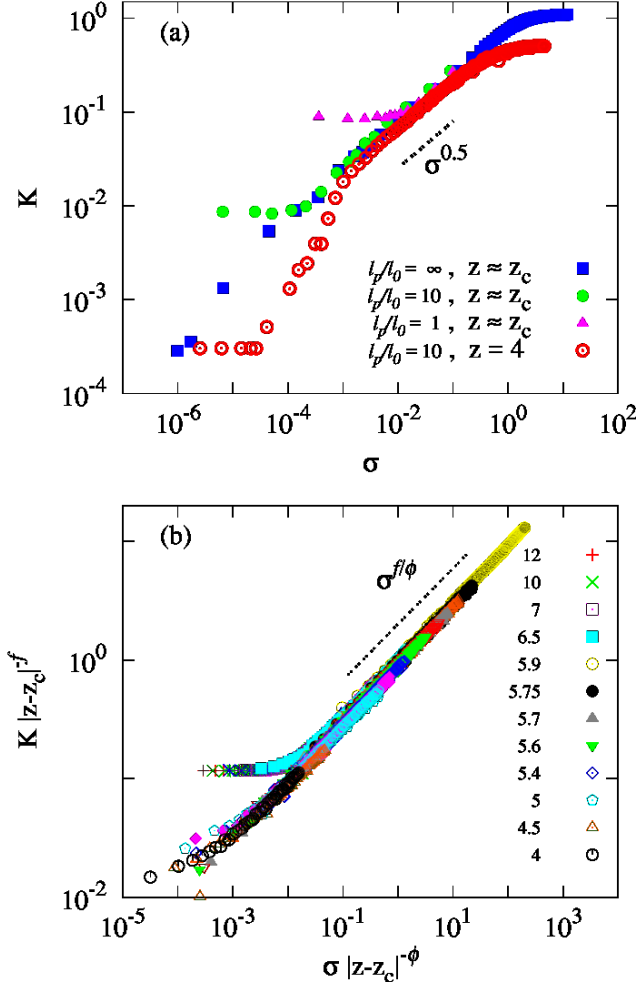 (a)
10^0
10^-1
10^-2
10^-3
10^-4
K
σ^0.5
l_p/l_0 = ∞ , z ≈ z_c
l_p/l_0 = 10 , z ≈ z_c
l_p/l_0 = 1 , z ≈ z_c
l_p/l_0 = 10 , z = 4
10^-6 10^-4 10^-2 10^0 10^2
σ
(b)
10^0
10^-2
K |z-z_c|^-f
σ^f/ϕ
12
10
7
6.5
5.9
5.75
5.7
5.6
5.4
5
4.5
4
10^-5 10^-3 10^-1 10^1 10^3
σ |z-z_c|^-ϕ